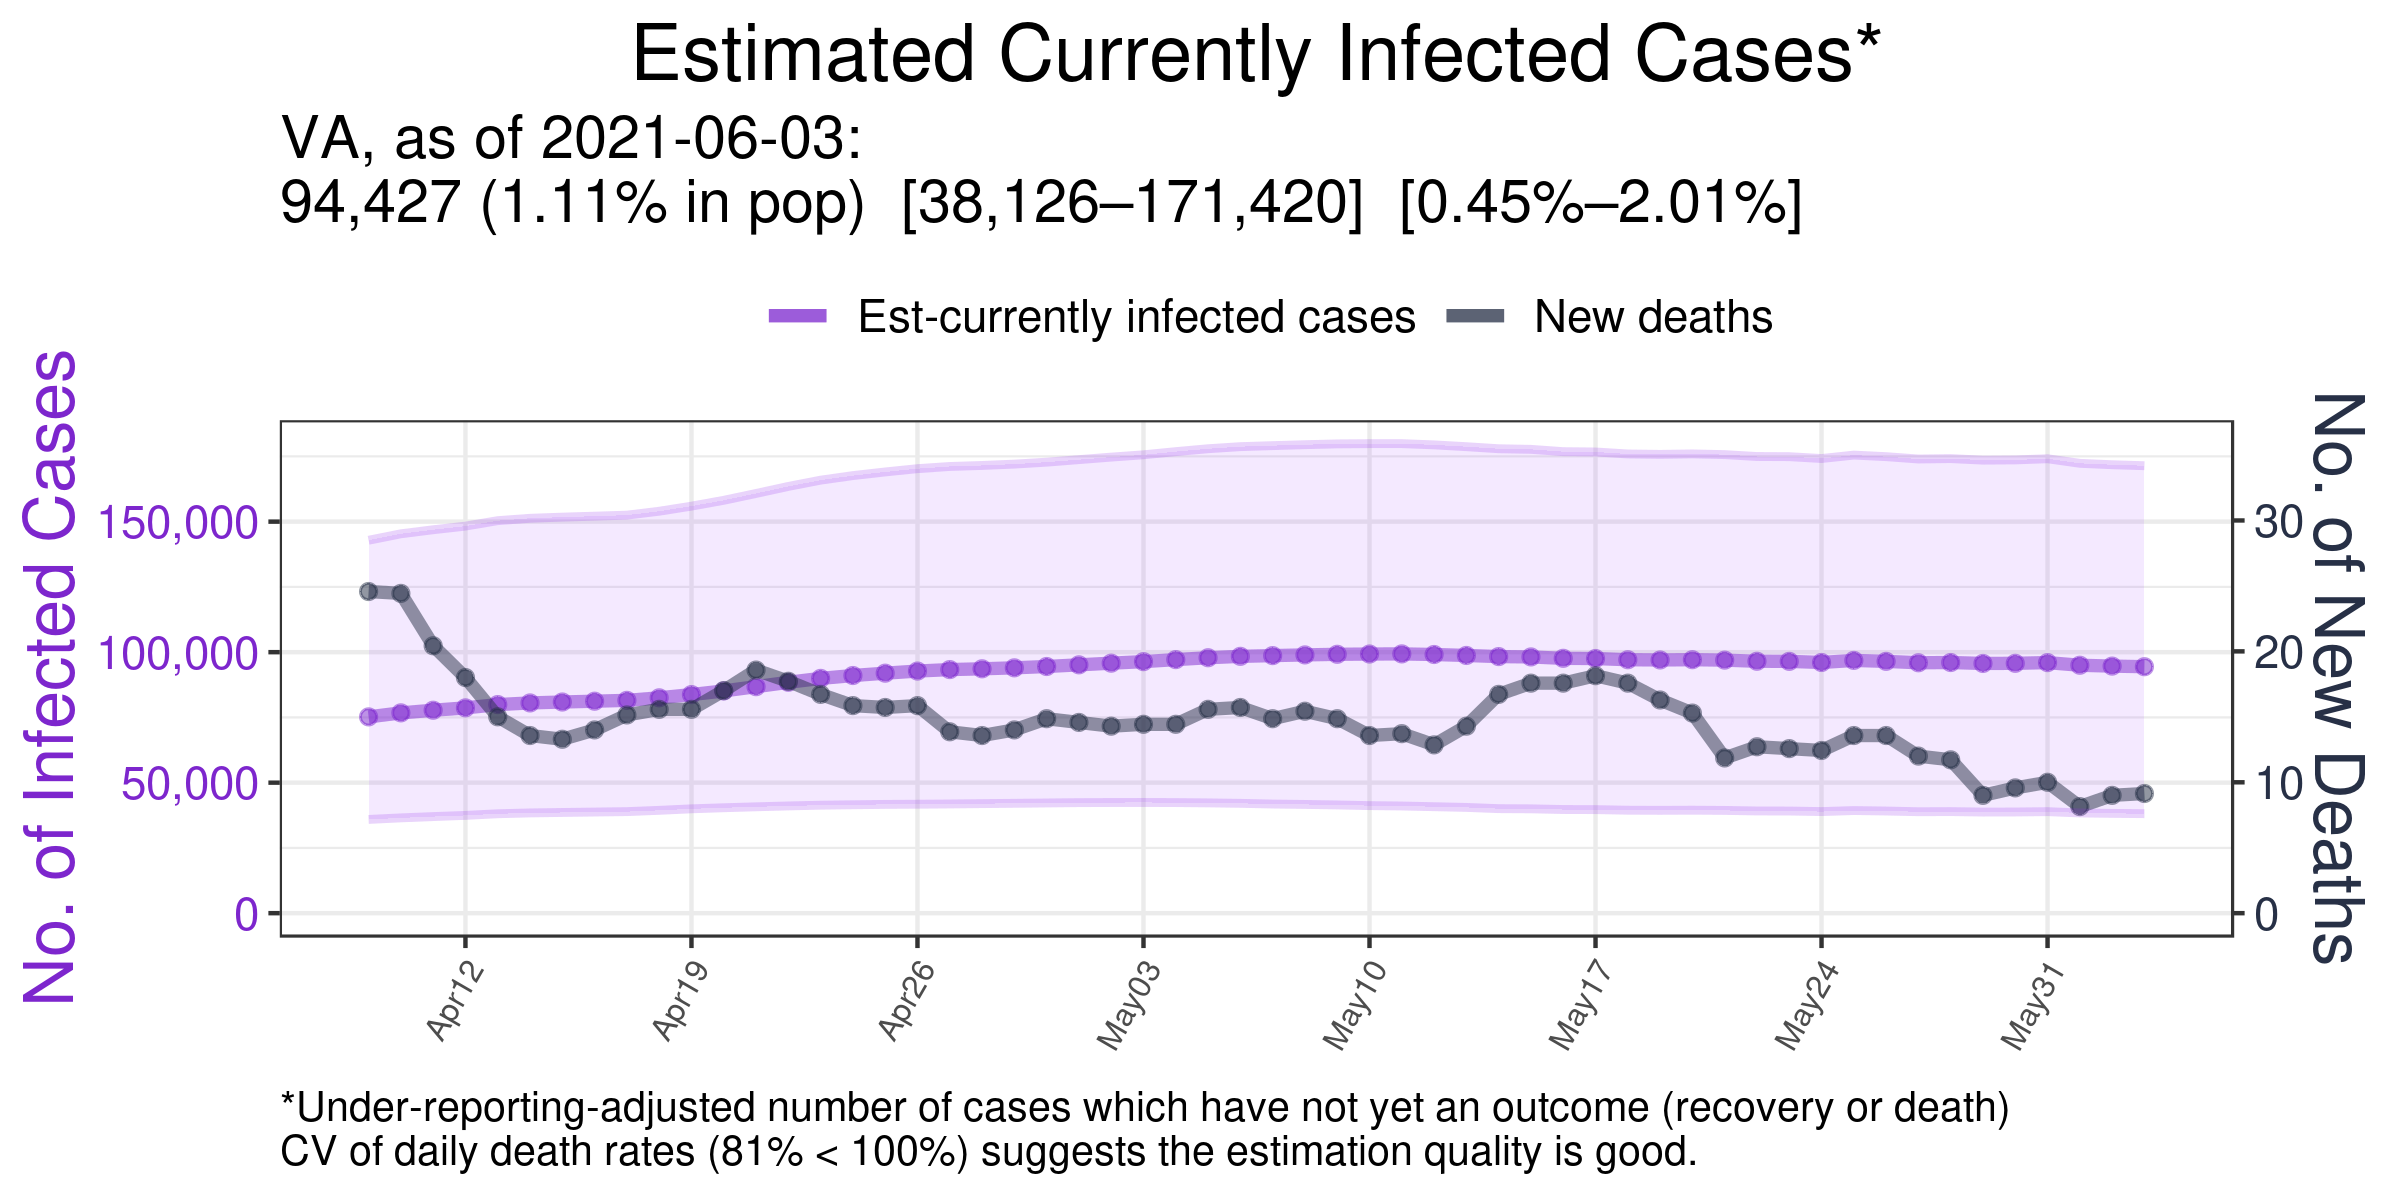 Estimated Currently Infected Cases*
VA, as of 2021-06-03:
94,427 (1.11% in pop)  [38,126–171,420]  [0.45%–2.01%]
Est-currently infected cases
New deaths
No. of Infected Cases
150,000
100,000
50,000
0
30
20
10
0
No. of New Deaths
Apr12
Apr19
Apr26
May03
May10
May17
May24
May31
*Under-reporting-adjusted number of cases which have not yet an outcome (recovery or death)
CV of daily death rates (81% < 100%) suggests the estimation quality is good.